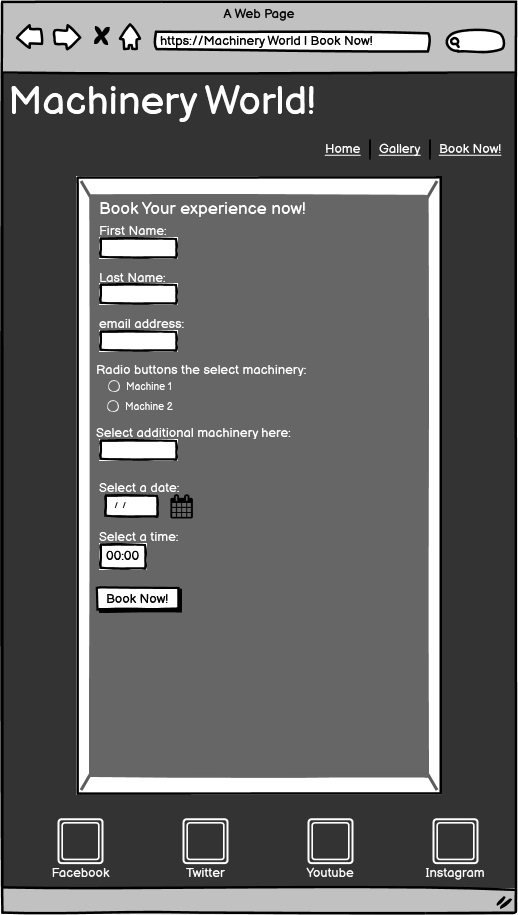 A Web Page
https://Machinery World | Book Now!
Machinery World!
Home | Gallery | Book Now!
Book Your experience now!
First Name:
Last Name:
email address:
Radio buttons the select machinery:
Machine 1
Machine 2
Select additional machinery here:
Select a date:
/ /
Select a time:
00:00
Book Now!
Facebook Twitter Youtube Instagram